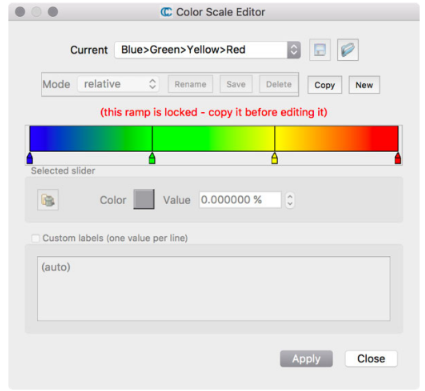 Color Scale Editor
Current Blue>Green>Yellow>Red
Mode relative Rename Save Delete Copy New
(this ramp is locked - copy it before editing it)
Selected slider
Color Value 0.000000 %
Custom labels (one value per line)
(auto)
Apply Close